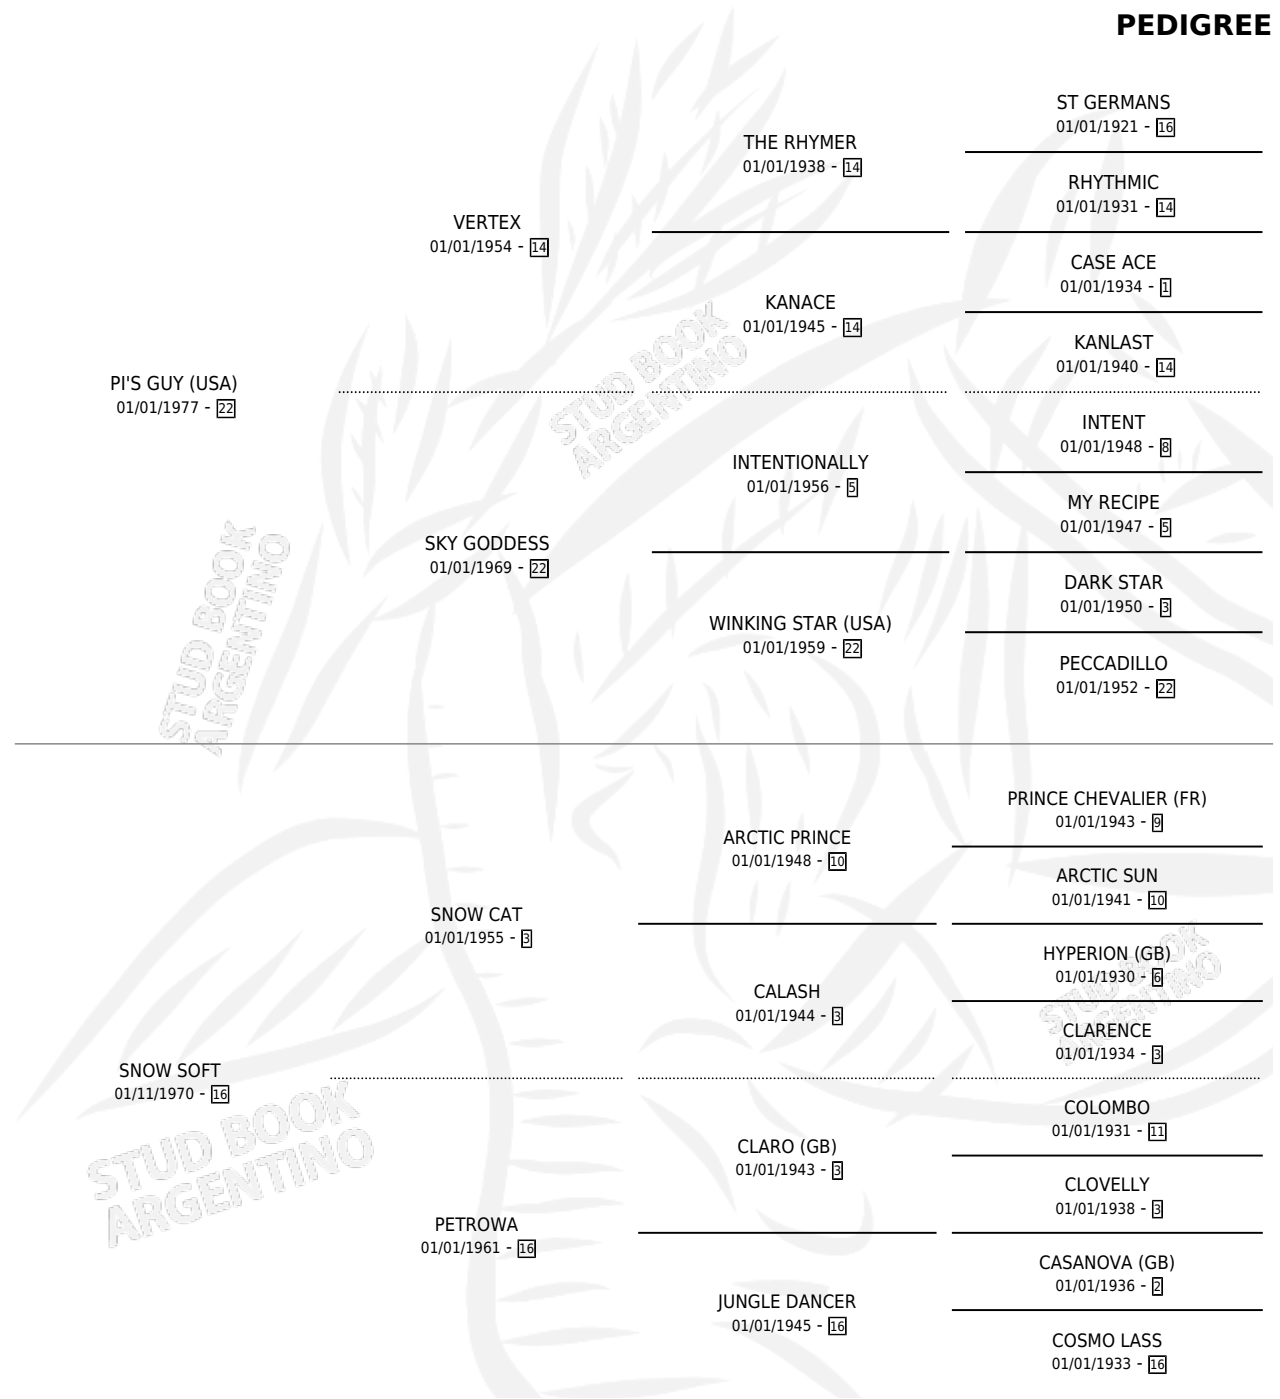 PEDIGREE
ST GERMANS
01/01/1921 - 16
THE RHYMER
01/01/1938 - 14
RHYTHMIC
01/01/1931 - 14
VERTEX
01/01/1954 - 14
CASE ACE
01/01/1934 - 1
KANACE
01/01/1945 - 14
KANLAST
01/01/1940 - 14
PI'S GUY (USA)
01/01/1977 - 22
INTENT
01/01/1948 - 8
INTENTIONALLY
01/01/1956 - 5
MY RECIPE
01/01/1947 - 5
SKY GODDESS
01/01/1969 - 22
DARK STAR
01/01/1950 - 3
WINKING STAR (USA)
01/01/1959 - 22
PECCADILLO
01/01/1952 - 22
PRINCE CHEVALIER (FR)
01/01/1943 - 9
ARCTIC PRINCE
01/01/1948 - 10
ARCTIC SUN
01/01/1941 - 10
SNOW CAT
01/01/1955 - 3
HYPERION (GB)
01/01/1930 - 6
CALASH
01/01/1944 - 3
CLARENCE
01/01/1934 - 3
SNOW SOFT
01/11/1970 - 16
COLOMBO
01/01/1931 - 11
CLARO (GB)
01/01/1943 - 3
CLOVELLY
01/01/1938 - 3
PETROWA
01/01/1961 - 16
CASANOVA (GB)
01/01/1936 - 2
JUNGLE DANCER
01/01/1945 - 16
COSMO LASS
01/01/1933 - 16
STUD BOOK
ARGENTINO
STUD BOOK
ARGENTINO
STUD BOOK
ARGENTINO
STUD BOOK
ARGENTINO